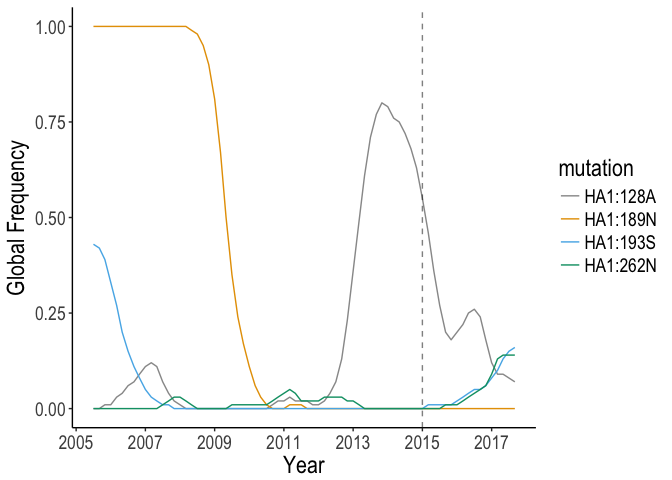 1.00
0.75
0.50
0.25
0.00
Global Frequency
2005 2007 2009 2011 2013 2015 2017
Year
mutation
HA1:128A
HA1:189N
HA1:193S
HA1:262N